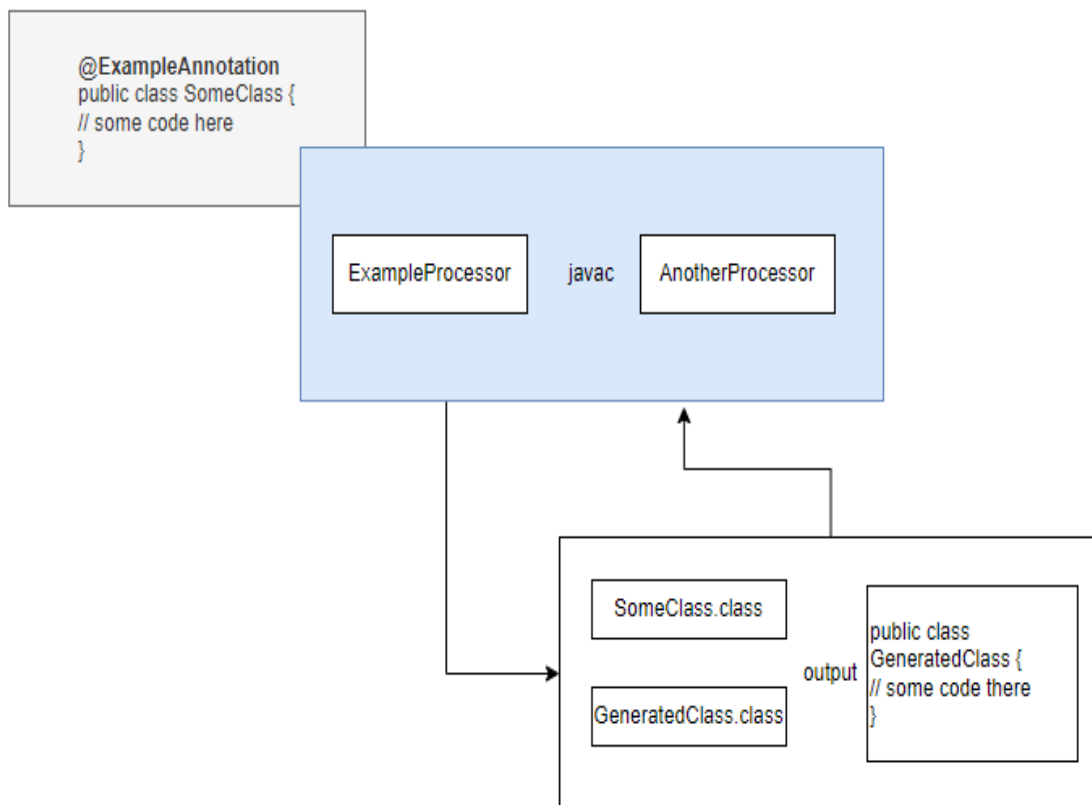 @ExampleAnnotation
public class SomeClass {
// some code here
}
ExampleProcessor
javac
AnotherProcessor
SomeClass.class
GeneratedClass.class
output
public class
GeneratedClass {
// some code there
}